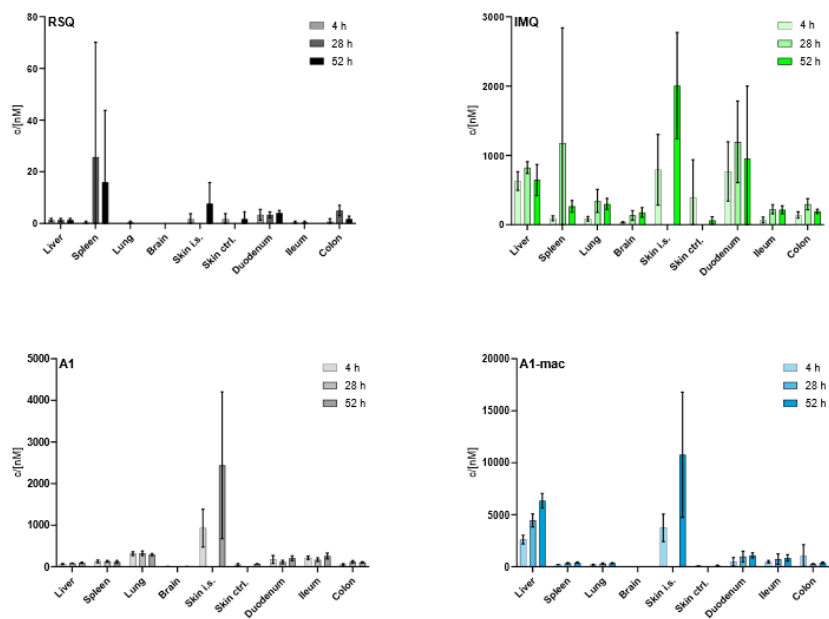 RSQ
80
60
40
20
0
c/[nM]
4 h
28 h
52 h
Liver
Spleen
Lung
Brain
Skin i.s.
Skin ctrl.
Duodenum
Ileum
Colon
IMQ
3000
2000
1000
0
c/[nM]
4 h
28 h
52 h
Liver
Spleen
Lung
Brain
Skin i.s.
Skin ctrl.
Duodenum
Ileum
Colon
A1
5000
4000
3000
2000
1000
0
c/[nM]
4 h
28 h
52 h
Liver
Spleen
Lung
Brain
Skin i.s.
Skin ctrl.
Duodenum
Ileum
Colon
A1-mac
20000
15000
10000
5000
0
c/[nM]
4 h
28 h
52 h
Liver
Spleen
Lung
Brain
Skin i.s.
Skin ctrl.
Duodenum
Ileum
Colon